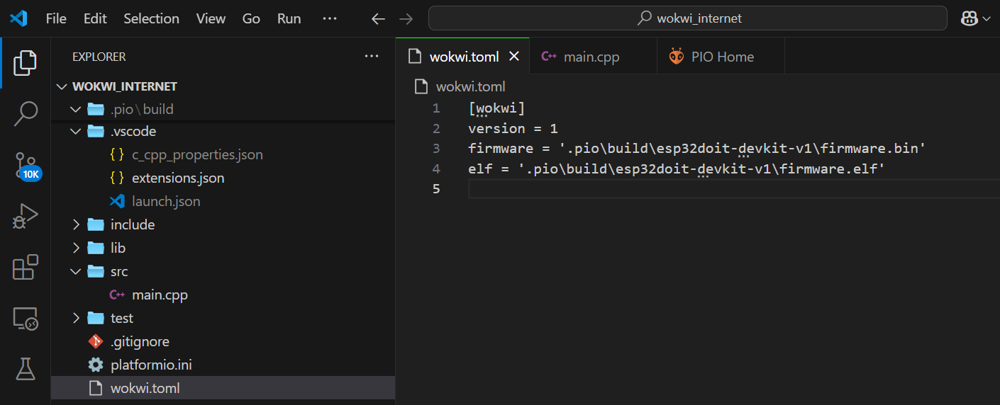 File Edit Selection View Go Run ··· wokwi_internet
EXPLORER ···
WOKWI_INTERNET
.pio\build
.vscode
{ } c_cpp_properties.json
{ } extensions.json
launch.json
include
lib
src
C++ main.cpp
test
.gitignore
platformio.ini
wokwi.toml
10K
wokwi.toml C++ main.cpp PIO Home
wokwi.toml
1 [wokwi]
2 version = 1
3 firmware = '.pio\build\esp32doit-devkit-v1\firmware.bin'
4 elf = '.pio\build\esp32doit-devkit-v1\firmware.elf'
5